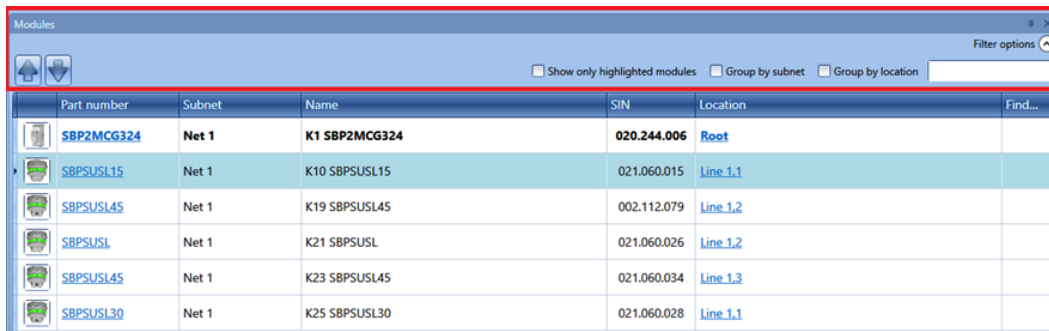 Modules
Filter options
Show only highlighted modules Group by subnet Group by location
Part number Subnet Name SIN Location Find...
SBP2MCG324 Net 1 K1 SBP2MCG324 020.244.006 Root
SBPSUSL15 Net 1 K10 SBPSUSL15 021.060.015 Line 1,1
SBPSUSL45 Net 1 K19 SBPSUSL45 002.112.079 Line 1,2
SBPSUSL Net 1 K21 SBPSUSL 021.060.026 Line 1,2
SBPSUSL45 Net 1 K23 SBPSUSL45 021.060.034 Line 1,3
SBPSUSL30 Net 1 K25 SBPSUSL30 021.060.028 Line 1,1